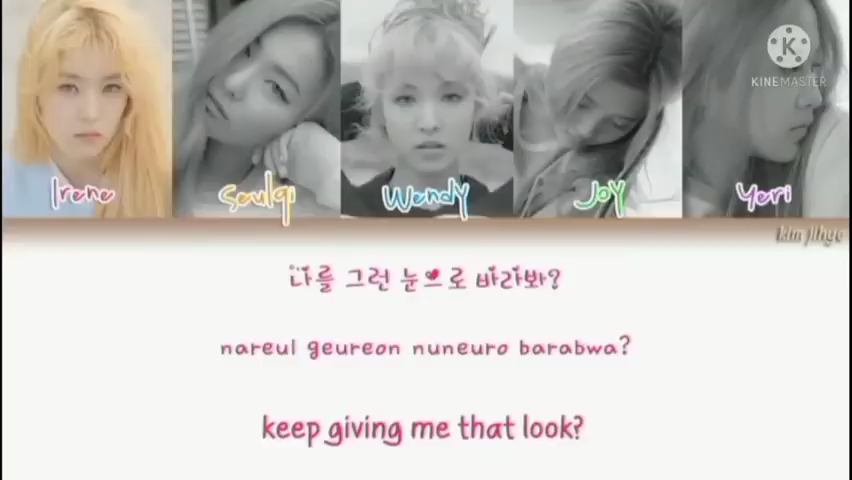 KINEMASTER
Irene Seulgi Wendy Joy Yeri
kim jihye
나를 그런 눈으로 바라봐?
nareul geureon nuneuro barabwa?
keep giving me that look?